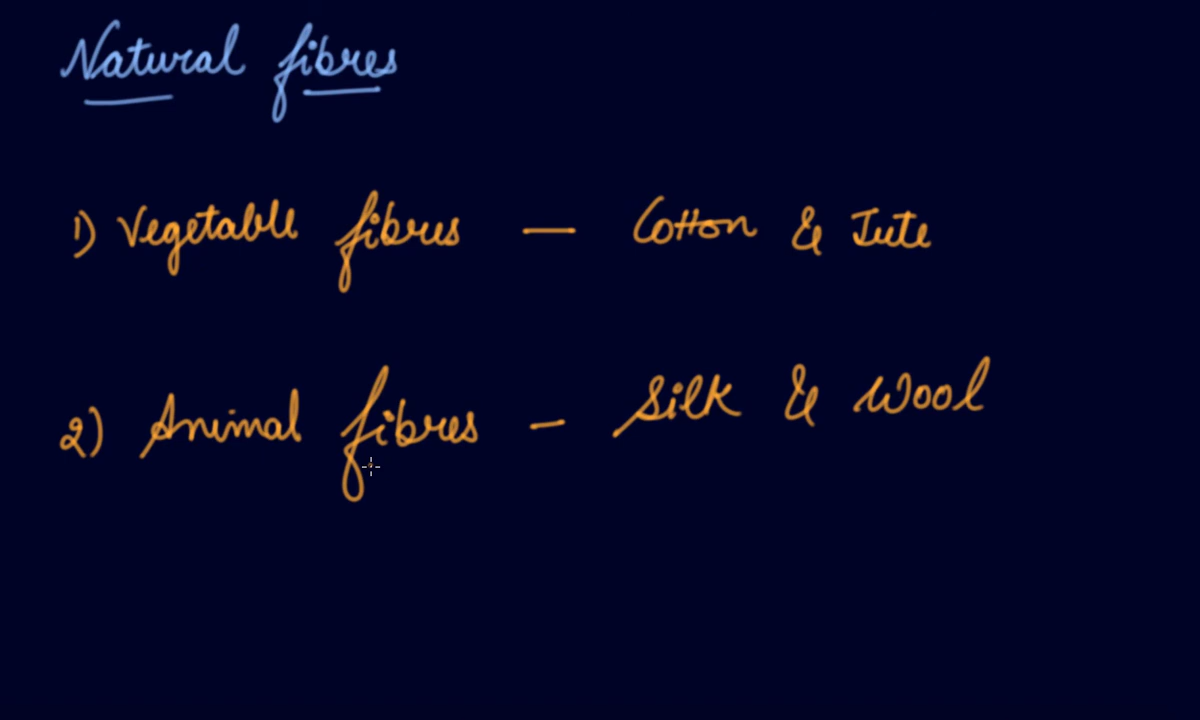 Natural fibres
1) Vegetable fibres — Cotton & Jute
2) Animal fibres - Silk & Wool